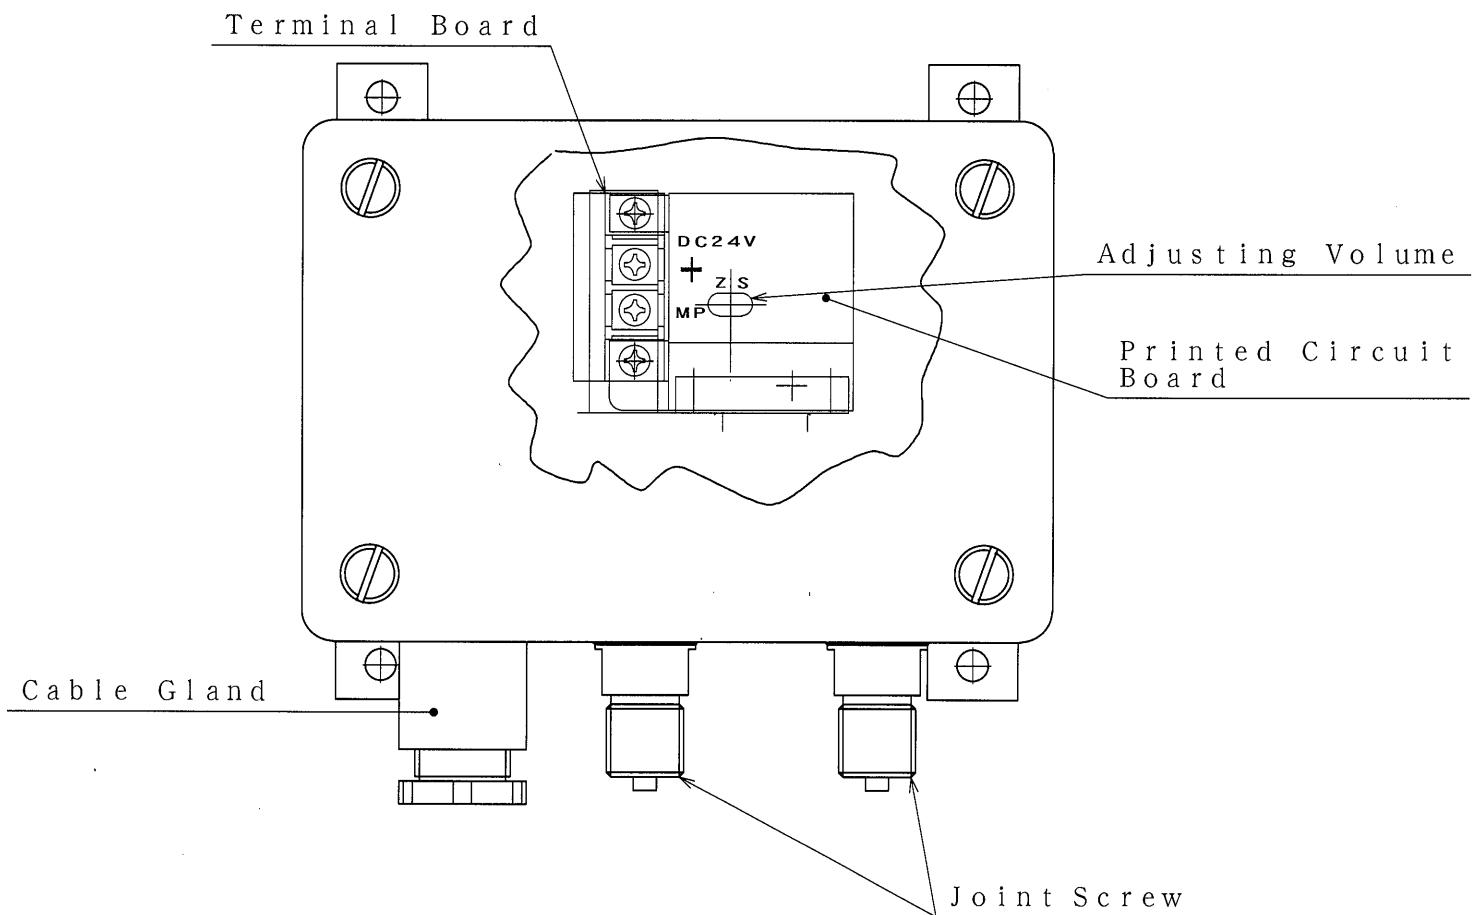 Terminal Board
DC24V
+
Z S
MP
Adjusting Volume
Printed Circuit
Board
Cable Gland
Joint Screw